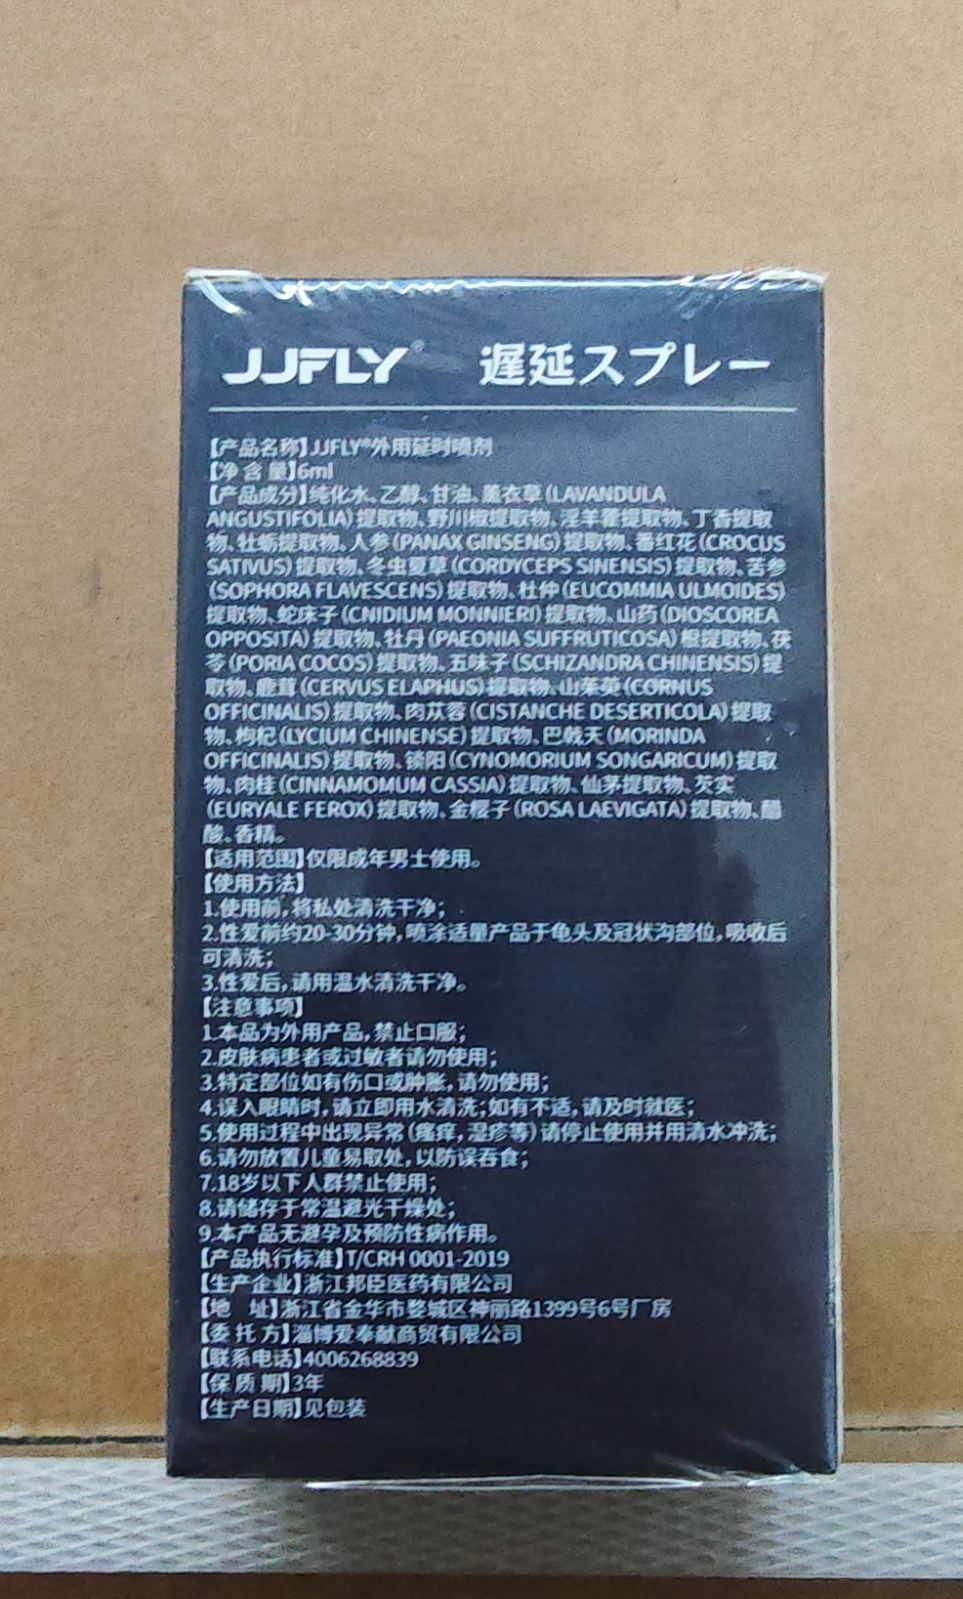 JJFLY® 遅延スプレー
【产品名称】JJFLY®外用延时喷剂
【净 含 量】6ml
【产品成分】纯化水、乙醇、甘油、薰衣草(LAVANDULA
ANGUSTIFOLIA)提取物、野川椒提取物、淫羊藿提取物、丁香提取
物、牡蛎提取物、人参(PANAX GINSENG)提取物、番红花(CROCUS
SATIVUS)提取物、冬虫夏草(CORDYCEPS SINENSIS)提取物、苦参
(SOPHORA FLAVESCENS)提取物、杜仲(EUCOMMIA ULMOIDES)
提取物、蛇床子(CNIDIUM MONNIERI)提取物、山药(DIOSCOREA
OPPOSITA)提取物、牡丹(PAEONIA SUFFRUTICOSA)根提取物、茯
苓(PORIA COCOS)提取物、五味子(SCHIZANDRA CHINENSIS)提
取物、鹿茸(CERVUS ELAPHUS)提取物、山茱萸(CORNUS
OFFICINALIS)提取物、肉苁蓉(CISTANCHE DESERTICOLA)提取
物、枸杞(LYCIUM CHINENSE)提取物、巴戟天(MORINDA
OFFICINALIS)提取物、锁阳(CYNOMORIUM SONGARICUM)提取
物、肉桂(CINNAMOMUM CASSIA)提取物、仙茅提取物、芡实
(EURYALE FEROX)提取物、金樱子(ROSA LAEVIGATA)提取物、醋
酸、香精。
【适用范围】仅限成年男士使用。
【使用方法】
1.使用前,将私处清洗干净;
2.性爱前约20-30分钟,喷涂适量产品于龟头及冠状沟部位,吸收后
可清洗;
3.性爱后,请用温水清洗干净。
【注意事项】
1.本品为外用产品,禁止口服;
2.皮肤病患者或过敏者请勿使用;
3.特定部位如有伤口或肿胀,请勿使用;
4.误入眼睛时,请立即用水清洗;如有不适,请及时就医;
5.使用过程中出现异常(瘙痒,湿疹等)请停止使用并用清水冲洗;
6.请勿放置儿童易取处,以防误吞食;
7.18岁以下人群禁止使用;
8.请储存于常温避光干燥处;
9.本产品无避孕及预防性病作用。
【产品执行标准】T/CRH 0001-2019
【生产企业】浙江邦臣医药有限公司
【地 址】浙江省金华市婺城区神丽路1399号6号厂房
【委 托 方】淄博爱奉献商贸有限公司
【联系电话】4006268839
【保 质 期】3年
【生产日期】见包装